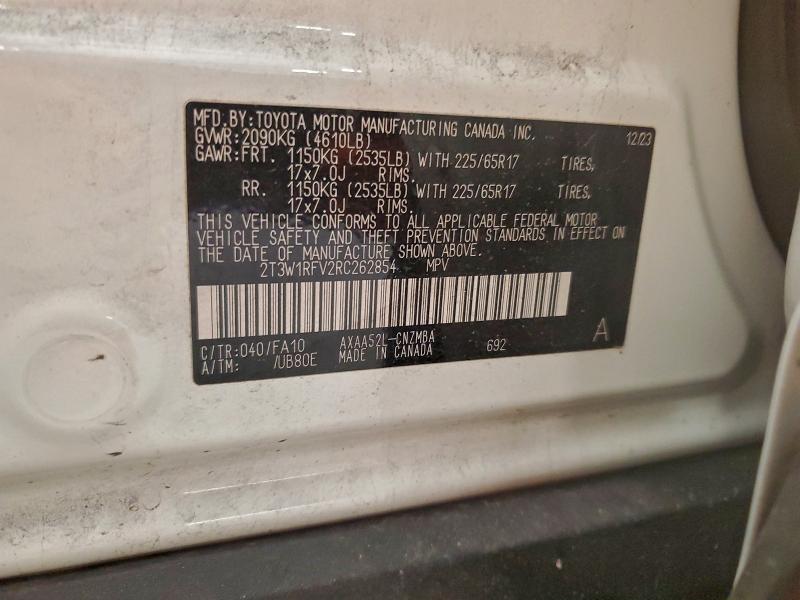 MFD.BY:TOYOTA MOTOR MANUFACTURING CANADA INC. 12/23
GVWR:2090KG (4610LB)
GAWR:FRT. 1150KG (2535LB) WITH 225/65R17 TIRES,
17x7.0J RIMS.
RR. 1150KG (2535LB) WITH 225/65R17 TIRES,
17x7.0J RIMS.
THIS VEHICLE CONFORMS TO ALL APPLICABLE FEDERAL MOTOR
VEHICLE SAFETY AND THEFT PREVENTION STANDARDS IN EFFECT ON
THE DATE OF MANUFACTURE SHOWN ABOVE.
2T3W1RFV2RC262854 MPV
C/TR:040/FA10 AXAA52L-CNZMBA 692 A
A/TM: /UB80E MADE IN CANADA